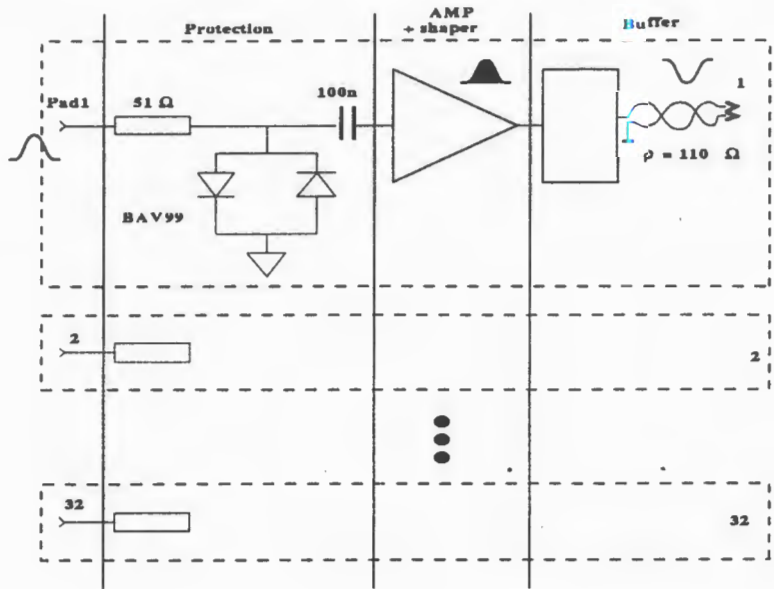 Protection
AMP
+ shaper
Buffer
Pad1
51 Ω
100n
1
ρ = 110 Ω
BAV99
2
2
32
32